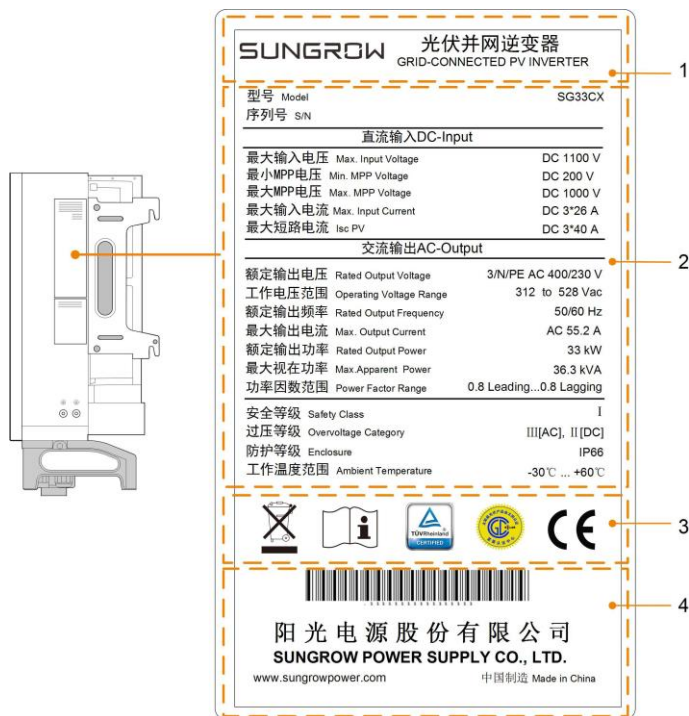 SUNGROW 光伏并网逆变器
GRID-CONNECTED PV INVERTER
1
型号 Model SG33CX
序列号 S/N
直流输入DC-Input
最大输入电压 Max. Input Voltage DC 1100 V
最小MPP电压 Min. MPP Voltage DC 200 V
最大MPP电压 Max. MPP Voltage DC 1000 V
最大输入电流 Max. Input Current DC 3*26 A
最大短路电流 Isc PV DC 3*40 A
交流输出AC-Output
2
额定输出电压 Rated Output Voltage 3/N/PE AC 400/230 V
工作电压范围 Operating Voltage Range 312 to 528 Vac
额定输出频率 Rated Output Frequency 50/60 Hz
最大输出电流 Max. Output Current AC 55.2 A
额定输出功率 Rated Output Power 33 kW
最大视在功率 Max.Apparent Power 36.3 kVA
功率因数范围 Power Factor Range 0.8 Leading...0.8 Lagging
安全等级 Safety Class I
过压等级 Overvoltage Category III[AC], II[DC]
防护等级 Enclosure IP66
工作温度范围 Ambient Temperature -30℃ ... +60℃
i
TÜVRheinland
CERTIFIED
CE
3
XXXXXXXXXXXXXXXXXX
4
阳光电源股份有限公司
SUNGROW POWER SUPPLY CO., LTD.
www.sungrowpower.com 中国制造 Made in China